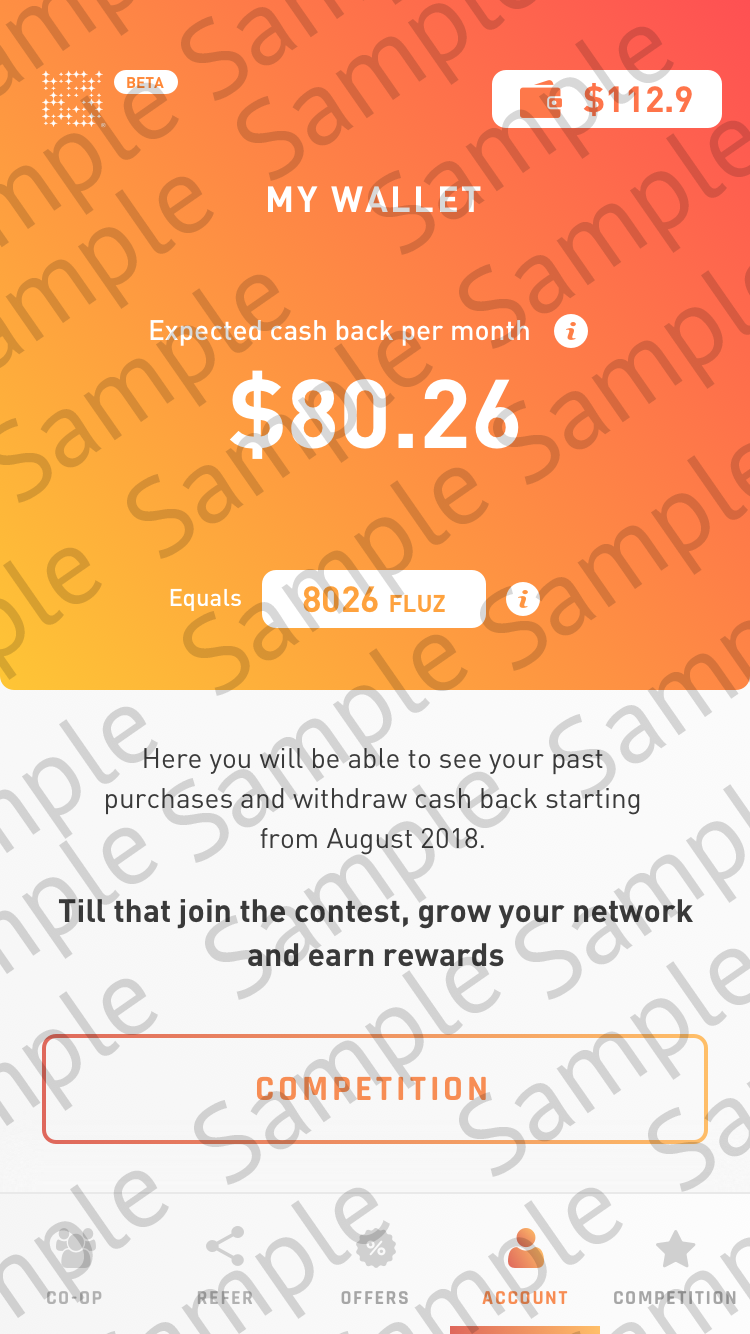 BETA
$112.9
MY WALLET
Expected cash back per month
$80.26
Equals
8026 FLUZ
Here you will be able to see your past
purchases and withdraw cash back starting
from August 2018.
Till that join the contest, grow your network
and earn rewards
COMPETITION
CO-OP
REFER
OFFERS
ACCOUNT
COMPETITION
Sample